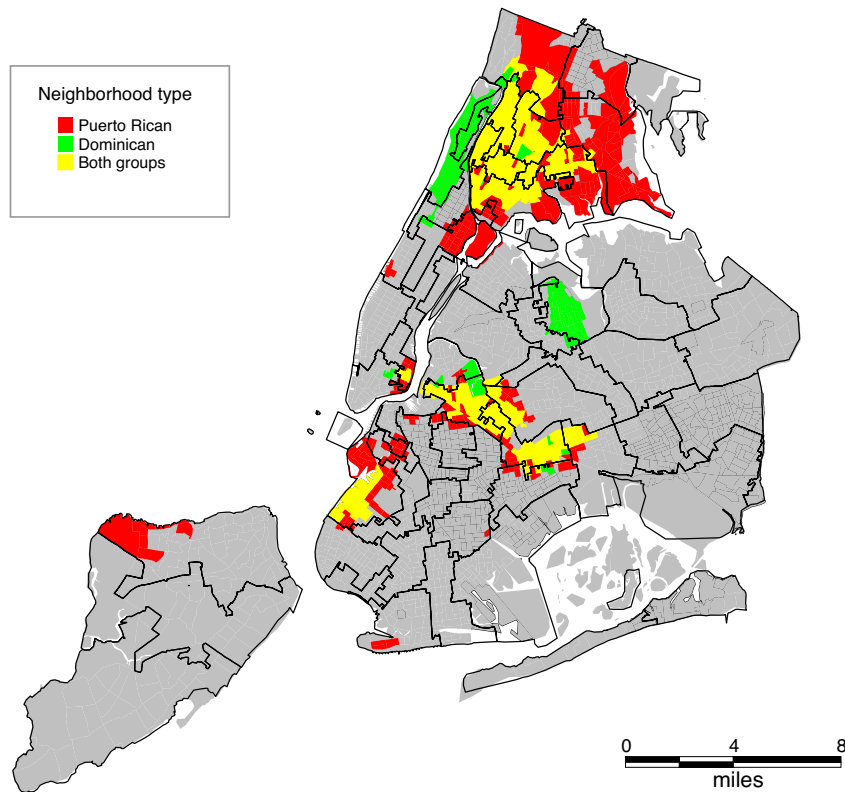 Neighborhood type
Puerto Rican
Dominican
Both groups
0 4 8
miles